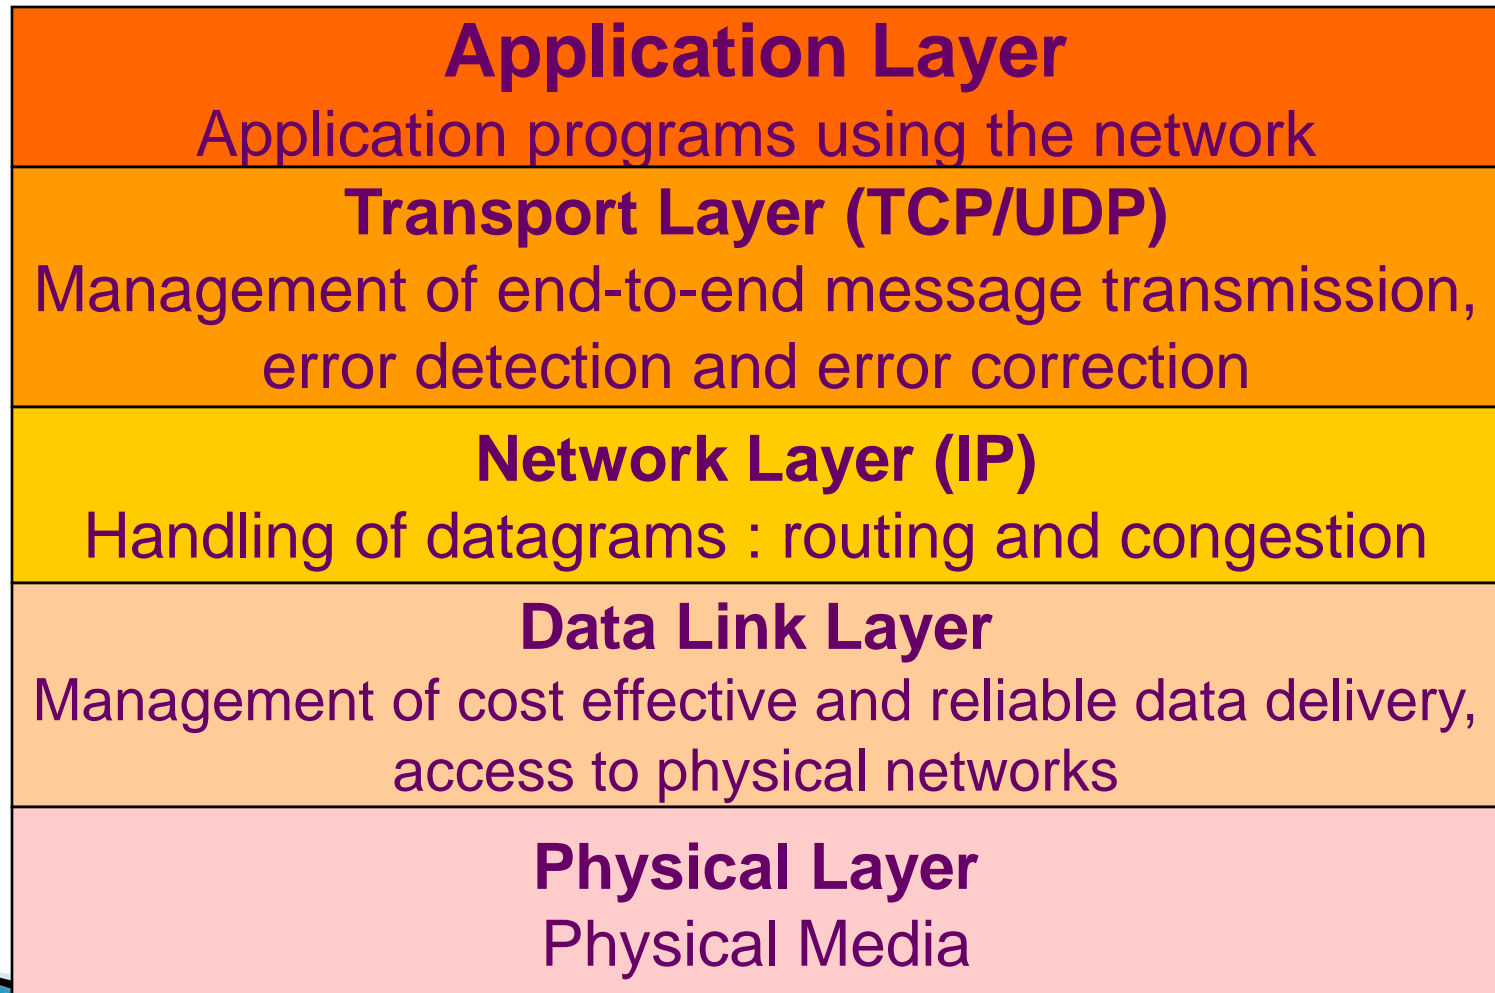 Application Layer
Application programs using the network
Transport Layer (TCP/UDP)
Management of end-to-end message transmission,
error detection and error correction
Network Layer (IP)
Handling of datagrams : routing and congestion
Data Link Layer
Management of cost effective and reliable data delivery,
access to physical networks
Physical Layer
Physical Media